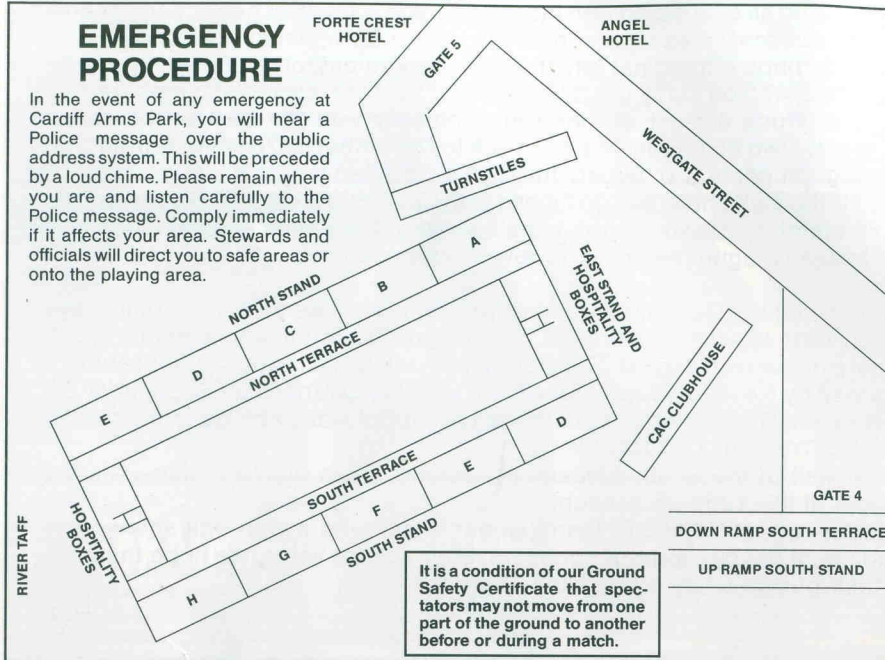 EMERGENCY
PROCEDURE
In the event of any emergency at
Cardiff Arms Park, you will hear a
Police message over the public
address system. This will be preceded
by a loud chime. Please remain where
you are and listen carefully to the
Police message. Comply immediately
if it affects your area. Stewards and
officials will direct you to safe areas or
onto the playing area.
FORTE CREST
HOTEL
ANGEL
HOTEL
GATE 5
WESTGATE STREET
TURNSTILES
NORTH STAND
A
B
C
D
E
NORTH TERRACE
EAST STAND AND
HOSPITALITY
BOXES
CAC CLUBHOUSE
SOUTH TERRACE
D
E
F
G
H
SOUTH STAND
HOSPITALITY
BOXES
RIVER TAFF
GATE 4
DOWN RAMP SOUTH TERRACE
UP RAMP SOUTH STAND
It is a condition of our Ground
Safety Certificate that spec-
tators may not move from one
part of the ground to another
before or during a match.